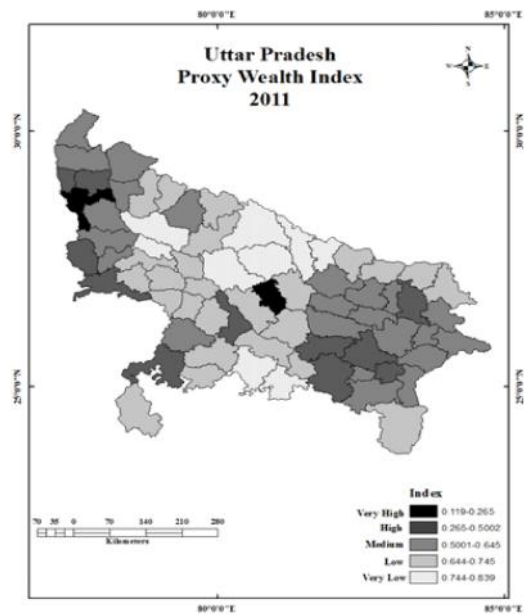 80°0'0"E 85°0'0"E
Uttar Pradesh
Proxy Wealth Index
2011
N
W E
S
30°0'0"N 30°0'0"N
25°0'0"N 25°0'0"N
Index
Very High 0.119-0.265
High 0.265-0.5002
Medium 0.5001-0.645
Low 0.644-0.745
Very Low 0.744-0.839
70 35 0 70 140 210 280
Kilometers
80°0'0"E 85°0'0"E